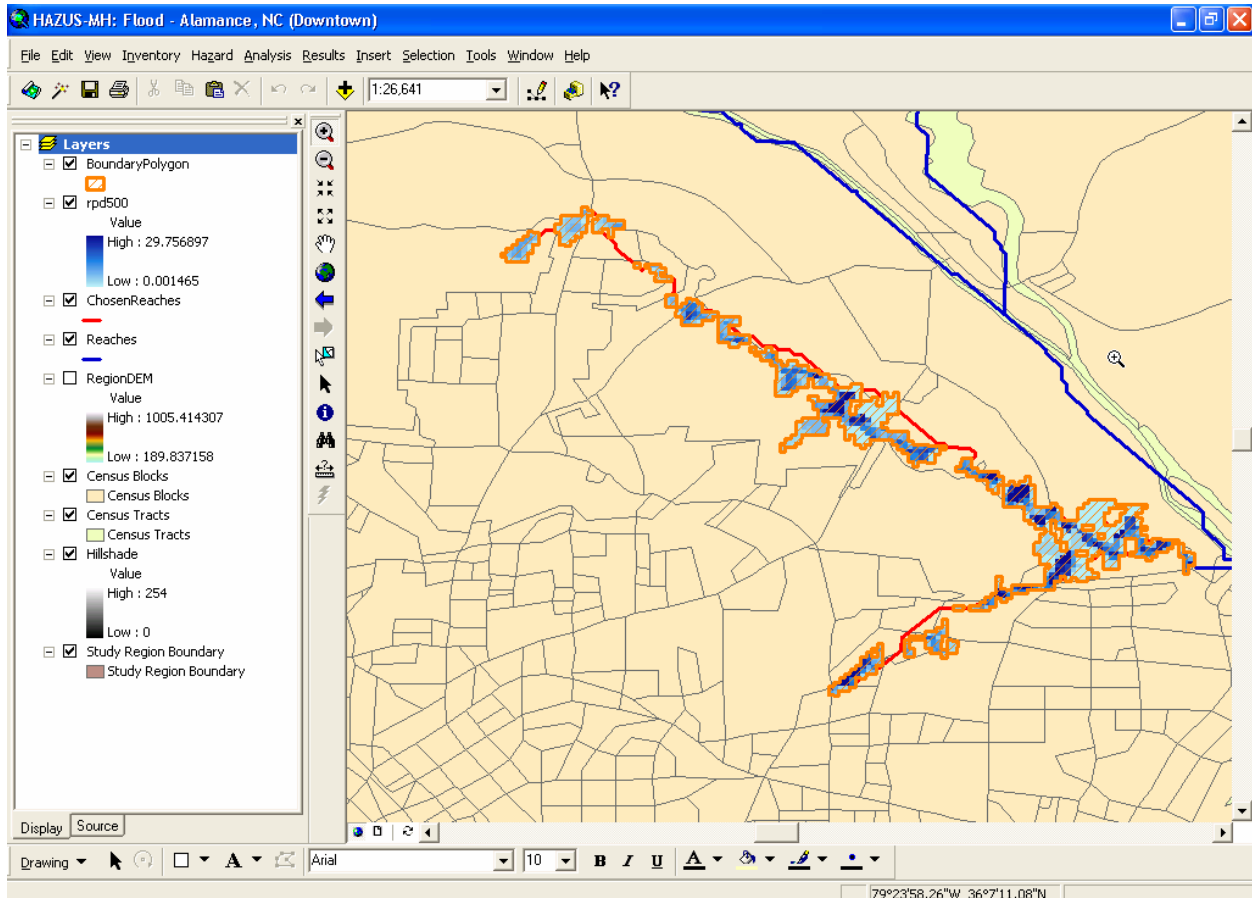 HAZUS-MH: Flood - Alamance, NC (Downtown)
File Edit View Inventory Hazard Analysis Results Insert Selection Tools Window Help
1:26,641
Layers
BoundaryPolygon
rpd500
Value
High : 29.756897
Low : 0.001465
ChosenReaches
Reaches
RegionDEM
Value
High : 1005.414307
Low : 189.837158
Census Blocks
Census Blocks
Census Tracts
Census Tracts
Hillshade
Value
High : 254
Low : 0
Study Region Boundary
Study Region Boundary
Display Source
Drawing A Arial 10 B I U A
79°23'58.26"W 36°7'11.08"N